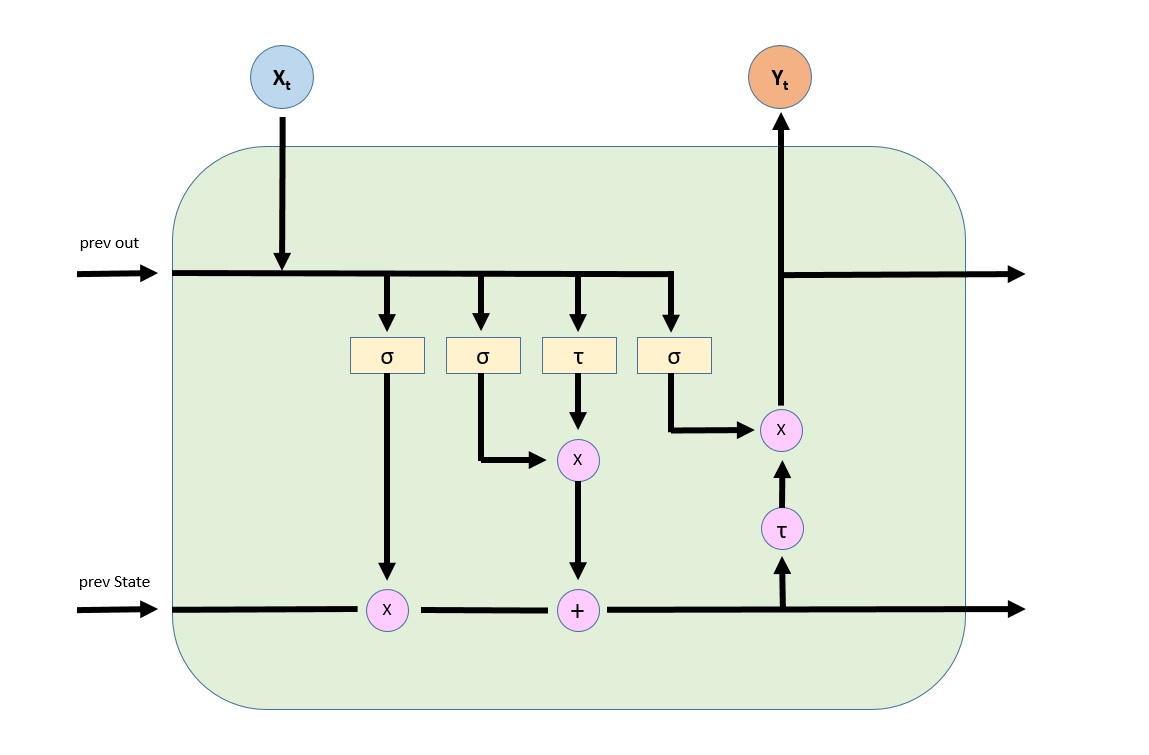 Xt
Yt
prev out
σ
σ
τ
σ
x
x
τ
prev State
x
+